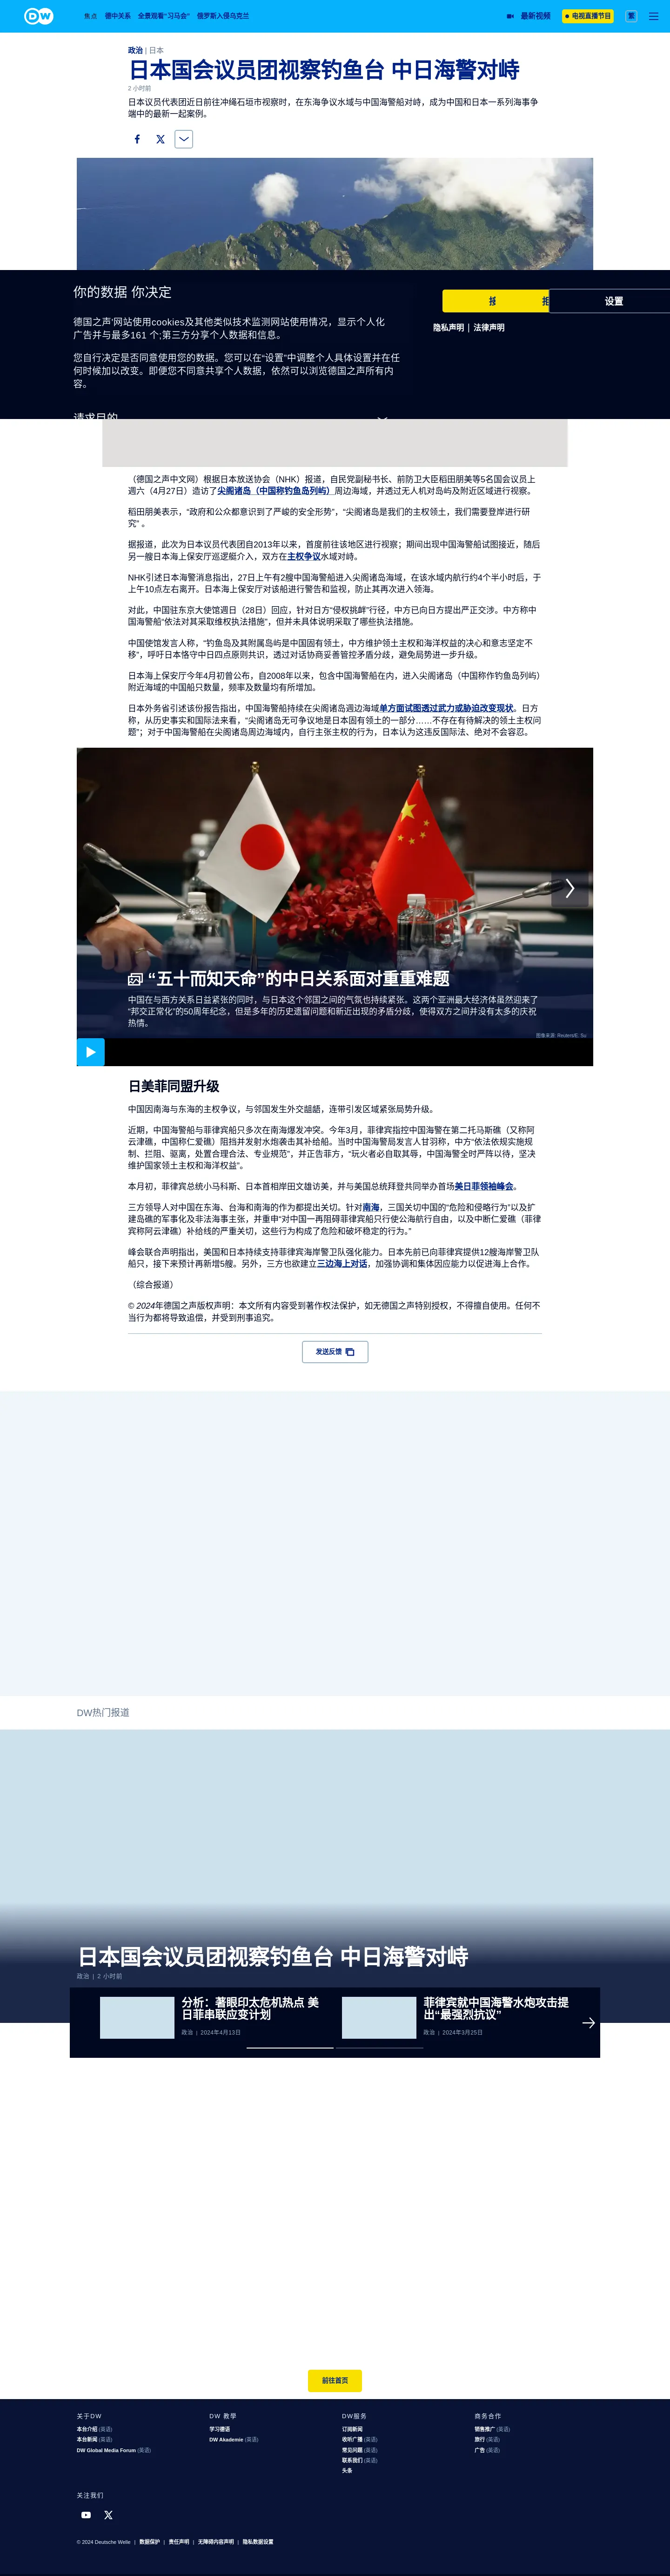 DW
焦点
德中关系
全景观看"习马会"
俄罗斯入侵乌克兰
最新视频
电视直播节目
繁
政治 | 日本
日本国会议员团视察钓鱼台 中日海警对峙
2 小时前
日本议员代表团近日前往冲绳石垣市视察时，在东海争议水域与中国海警船对峙，成为中国和日本一系列海事争
端中的最新一起案例。
你的数据 你决定
设置
隐私声明 | 法律声明
德国之声'网站使用cookies及其他类似技术监测网站使用情况，显示个人化
广告并与最多161 个;第三方分享个人数据和信息。
您自行决定是否同意使用您的数据。您可以在"设置"中调整个人具体设置并在任
何时候加以改变。即便您不同意共享个人数据，依然可以浏览德国之声所有内
容。
请求目的
（德国之声中文网）根据日本放送协会（NHK）报道，自民党副秘书长、前防卫大臣稻田朋美等5名国会议员上
週六（4月27日）造访了尖阁诸岛（中国称钓鱼岛列屿）周边海域，并透过无人机对岛屿及附近区域进行视察。
稻田朋美表示，“政府和公众都意识到了严峻的安全形势”，“尖阁诸岛是我们的主权领土，我们需要登岸进行研
究” 。
据报道，此次日本议员代表团自2013年以来，首度前往该地区进行视察；期间出现中国海警船试图接近，随后
另一艘日本海上保安厅巡逻艇介入，双方在主权争议水域对峙。
NHK引述日本海警消息指出，27日上午有2艘中国海警船进入尖阁诸岛海域，在该水域内航行约4个半小时后，于
上午10点左右离开。日本海上保安厅对该船进行警告和监视，防止其再次进入领海。
对此，中国驻东京大使馆週日（28日）回应，针对日方“侵权挑衅”行径，中方已向日方提出严正交涉。中方称中
国海警船“依法对其采取维权执法措施”，但并未具体说明采取了哪些执法措施。
中国使馆发言人称，“钓鱼岛及其附属岛屿是中国固有领土，中方维护领土主权和海洋权益的决心和意志坚定不
移”，呼吁日本恪守中日四点原则共识，透过对话协商妥善管控矛盾分歧，避免局势进一步升级。
日本海上保安厅今年4月初曾公布，自2008年以来，包含中国海警船在内，进入尖阁诸岛（中国称作钓鱼岛列屿）
附近海域的中国船只数量，频率及数量均有所增加。
日本外务省引述该份报告指出，中国海警船持续在尖阁诸岛週边海域单方面试图透过武力或胁迫改变现状。日方
称，从历史事实和国际法来看，“尖阁诸岛无可争议地是日本固有领土的一部分……不存在有待解决的领土主权问
题”；对于中国海警船在尖阁诸岛周边海域内，自行主张主权的行为，日本认为这违反国际法、绝对不会容忍。
“五十而知天命”的中日关系面对重重难题
中国在与西方关系日益紧张的同时，与日本这个邻国之间的气氛也持续紧张。这两个亚洲最大经济体虽然迎来了
“邦交正常化”的50周年纪念，但是多年的历史遗留问题和新近出现的矛盾分歧，使得双方之间并没有太多的庆祝
热情。
图像来源: Reuters/E. Su
日美菲同盟升级
中国因南海与东海的主权争议，与邻国发生外交龃龉，连带引发区域紧张局势升级。
近期，中国海警船与菲律宾船只多次在南海爆发冲突。今年3月，菲律宾指控中国海警在第二托马斯礁（又称阿
云津礁，中国称仁爱礁）阻挡并发射水炮袭击其补给船。当时中国海警局发言人甘羽称，中方“依法依规实施规
制、拦阻、驱离，处置合理合法、专业规范”，并正告菲方，“玩火者必自取其辱，中国海警全时严阵以待，坚决
维护国家领土主权和海洋权益”。
本月初，菲律宾总统小马科斯、日本首相岸田文雄访美，并与美国总统拜登共同举办首场美日菲领袖峰会。
三方领导人对中国在东海、台海和南海的作为都提出关切。针对南海，三国关切中国的“危险和侵略行为”以及扩
建岛礁的军事化及非法海事主张，并重申“对中国一再阻碍菲律宾船只行使公海航行自由，以及中断仁爱礁（菲律
宾称阿云津礁）补给线的严重关切，这些行为构成了危险和破坏稳定的行为。”
峰会联合声明指出，美国和日本持续支持菲律宾海岸警卫队强化能力。日本先前已向菲律宾提供12艘海岸警卫队
船只，接下来预计再新增5艘。另外，三方也欲建立三边海上对话，加强协调和集体因应能力以促进海上合作。
（综合报道）
© 2024年德国之声版权声明：本文所有内容受到著作权法保护，如无德国之声特别授权，不得擅自使用。任何不
当行为都将导致追偿，并受到刑事追究。
发送反馈
DW热门报道
日本国会议员团视察钓鱼台 中日海警对峙
政治 | 2 小时前
分析：著眼印太危机热点 美
日菲串联应变计划
政治 | 2024年4月13日
菲律宾就中国海警水炮攻击提
出“最强烈抗议”
政治 | 2024年3月25日
前往首页
关于DW
本台介绍 (英语)
本台新闻 (英语)
DW Global Media Forum (英语)
DW 教學
学习德语
DW Akademie (英语)
DW服务
订阅新闻
收听广播 (英语)
常见问题 (英语)
联系我们 (英语)
头条
商务合作
销售推广 (英语)
旅行 (英语)
广告 (英语)
关注我们
© 2024 Deutsche Welle | 数据保护 | 责任声明 | 无障碍内容声明 | 隐私数据设置